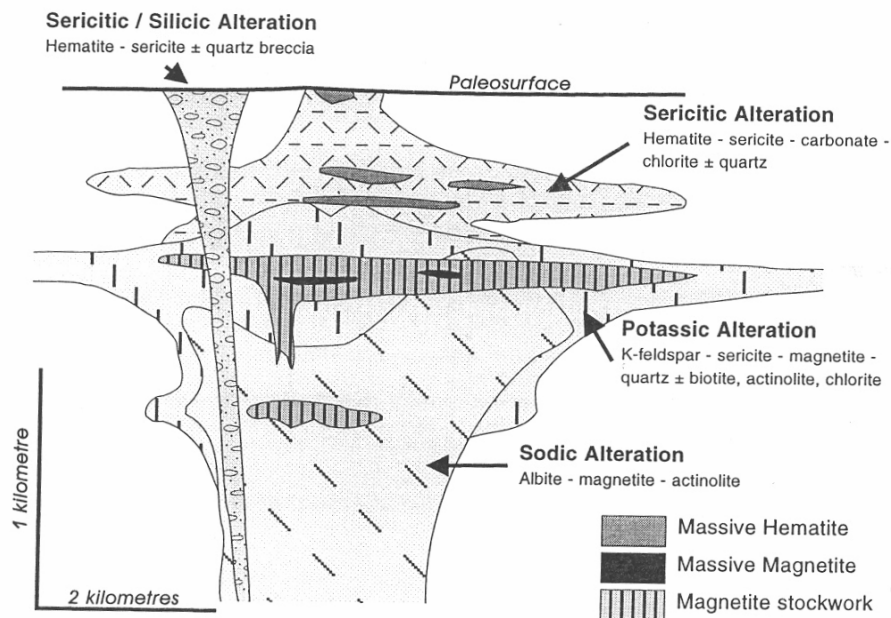 Sericitic / Silicic Alteration
Hematite - sericite ± quartz breccia
Paleosurface
Sericitic Alteration
Hematite - sericite - carbonate -
chlorite ± quartz
Potassic Alteration
K-feldspar - sericite - magnetite -
quartz ± biotite, actinolite, chlorite
Sodic Alteration
Albite - magnetite - actinolite
1 kilometre
2 kilometres
Massive Hematite
Massive Magnetite
Magnetite stockwork